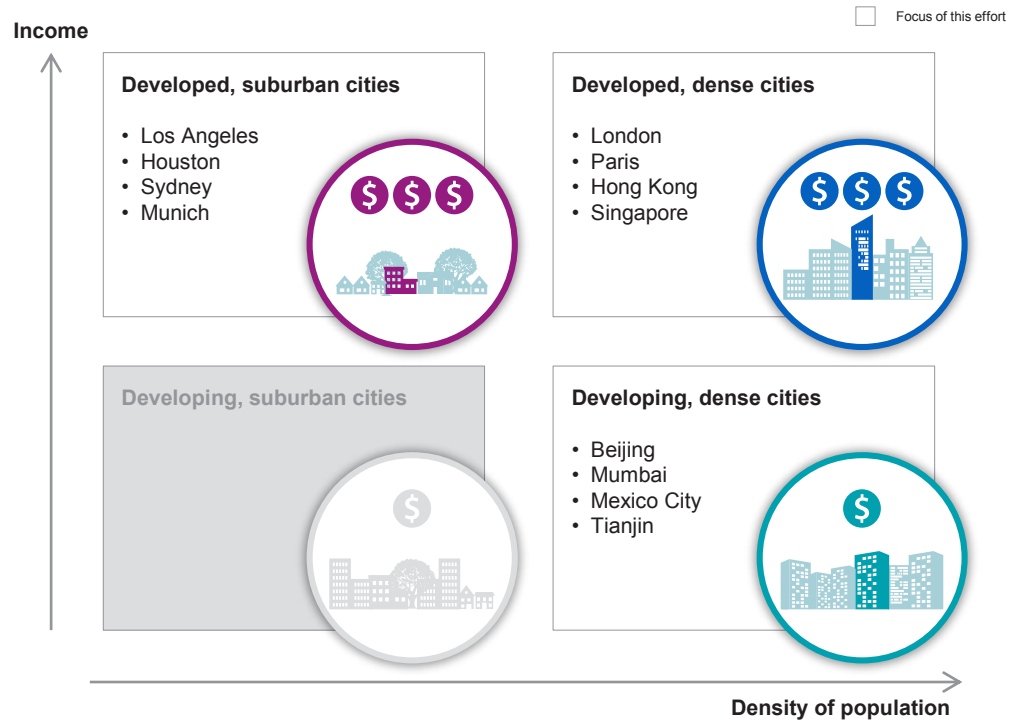 Focus of this effort
Income
Developed, suburban cities
• Los Angeles
• Houston
• Sydney
• Munich
$ $ $
Developed, dense cities
• London
• Paris
• Hong Kong
• Singapore
$ $ $
Developing, suburban cities
$
Developing, dense cities
• Beijing
• Mumbai
• Mexico City
• Tianjin
$
Density of population